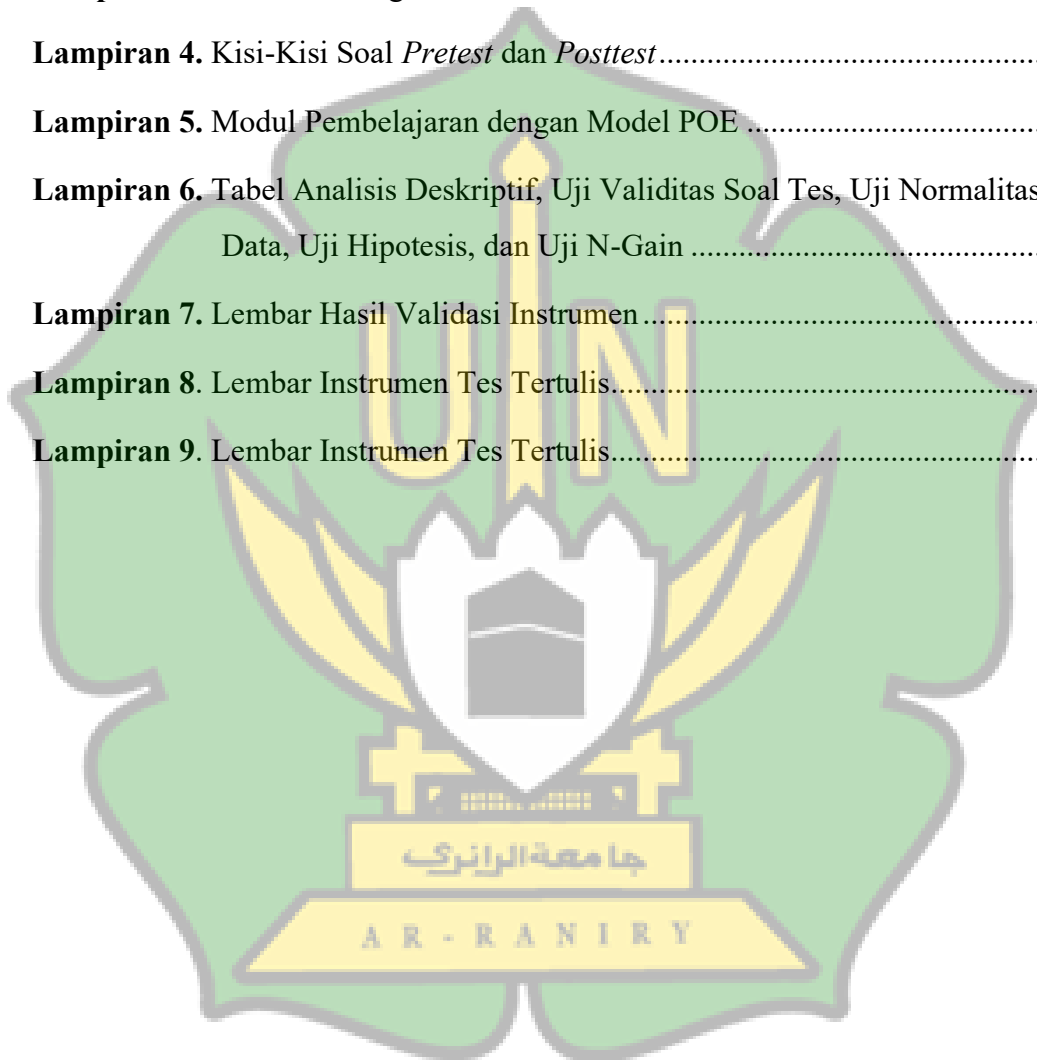 Lampiran 4. Kisi-Kisi Soal Pretest dan Posttest............................................
Lampiran 5. Modul Pembelajaran dengan Model POE ................................
Lampiran 6. Tabel Analisis Deskriptif, Uji Validitas Soal Tes, Uji Normalitas
Data, Uji Hipotesis, dan Uji N-Gain ........................................
Lampiran 7. Lembar Hasil Validasi Instrumen..............................................
Lampiran 8. Lembar Instrumen Tes Tertulis..................................................
Lampiran 9. Lembar Instrumen Tes Tertulis..................................................
UIN
جامعة الرانري
AR-RANIRY